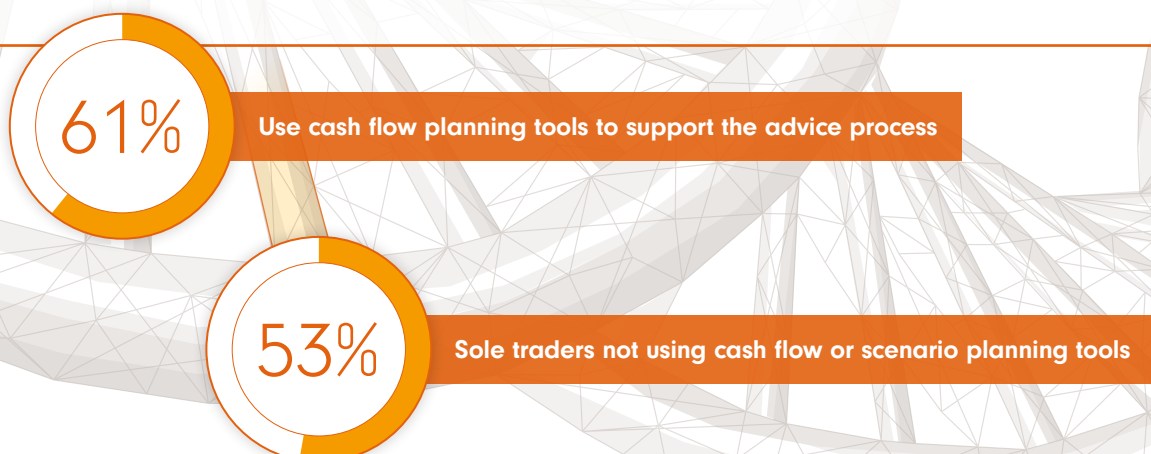 61%
Use cash flow planning tools to support the advice process
53%
Sole traders not using cash flow or scenario planning tools